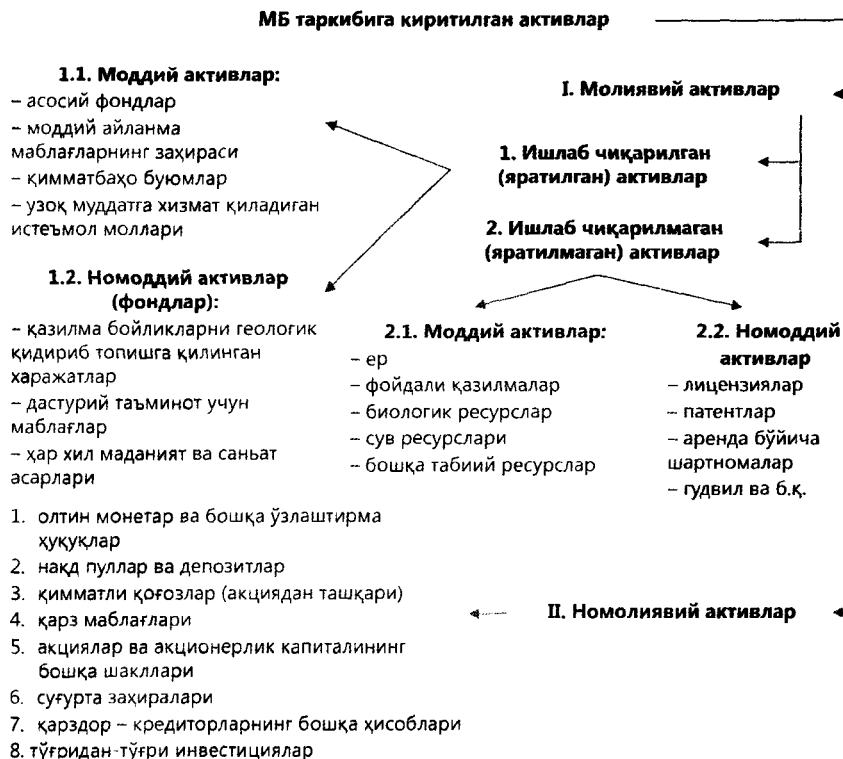 МБ таркибига киритилган активлар
1.1. Моддий активлар:
– асосий фондлар
– моддий айланма
маблағларнинг захираси
– қимматбаҳо буюмлар
– узоқ муддатга хизмат қиладиган
истеъмол моллари
I. Молиявий активлар
1. Ишлаб чиқарилган
(яратилган) активлар
2. Ишлаб чиқарилмаган
(яратилмаган) активлар
1.2. Номоддий активлар
(фондлар):
– қазилма бойликларни геологик
қидириб топишга қилинган
харажатлар
– дастурий таъминот учун
маблағлар
– ҳар хил маданият ва санъат
асарлари
2.1. Моддий активлар:
– ер
– фойдали қазилмалар
– биологик ресурслар
– сув ресурслари
– бошқа табиий ресурслар
2.2. Номоддий
активлар
– лицензиялар
– патентлар
– аренда бўйича
шартномалар
– гудвил ва б.қ.
1. олтин монетар ва бошқа ўзлаштирма
ҳуқуқлар
2. нақд пуллар ва депозитлар
3. қимматли қоғозлар (акциядан ташқари)
4. қарз маблағлари
5. акциялар ва акционерлик капиталининг
бошқа шакллари
6. суғурта захиралари
7. қарздор – кредиторларнинг бошқа ҳисоблари
8. тўғридан-тўғри инвестициялар
II. Номолиявий активлар